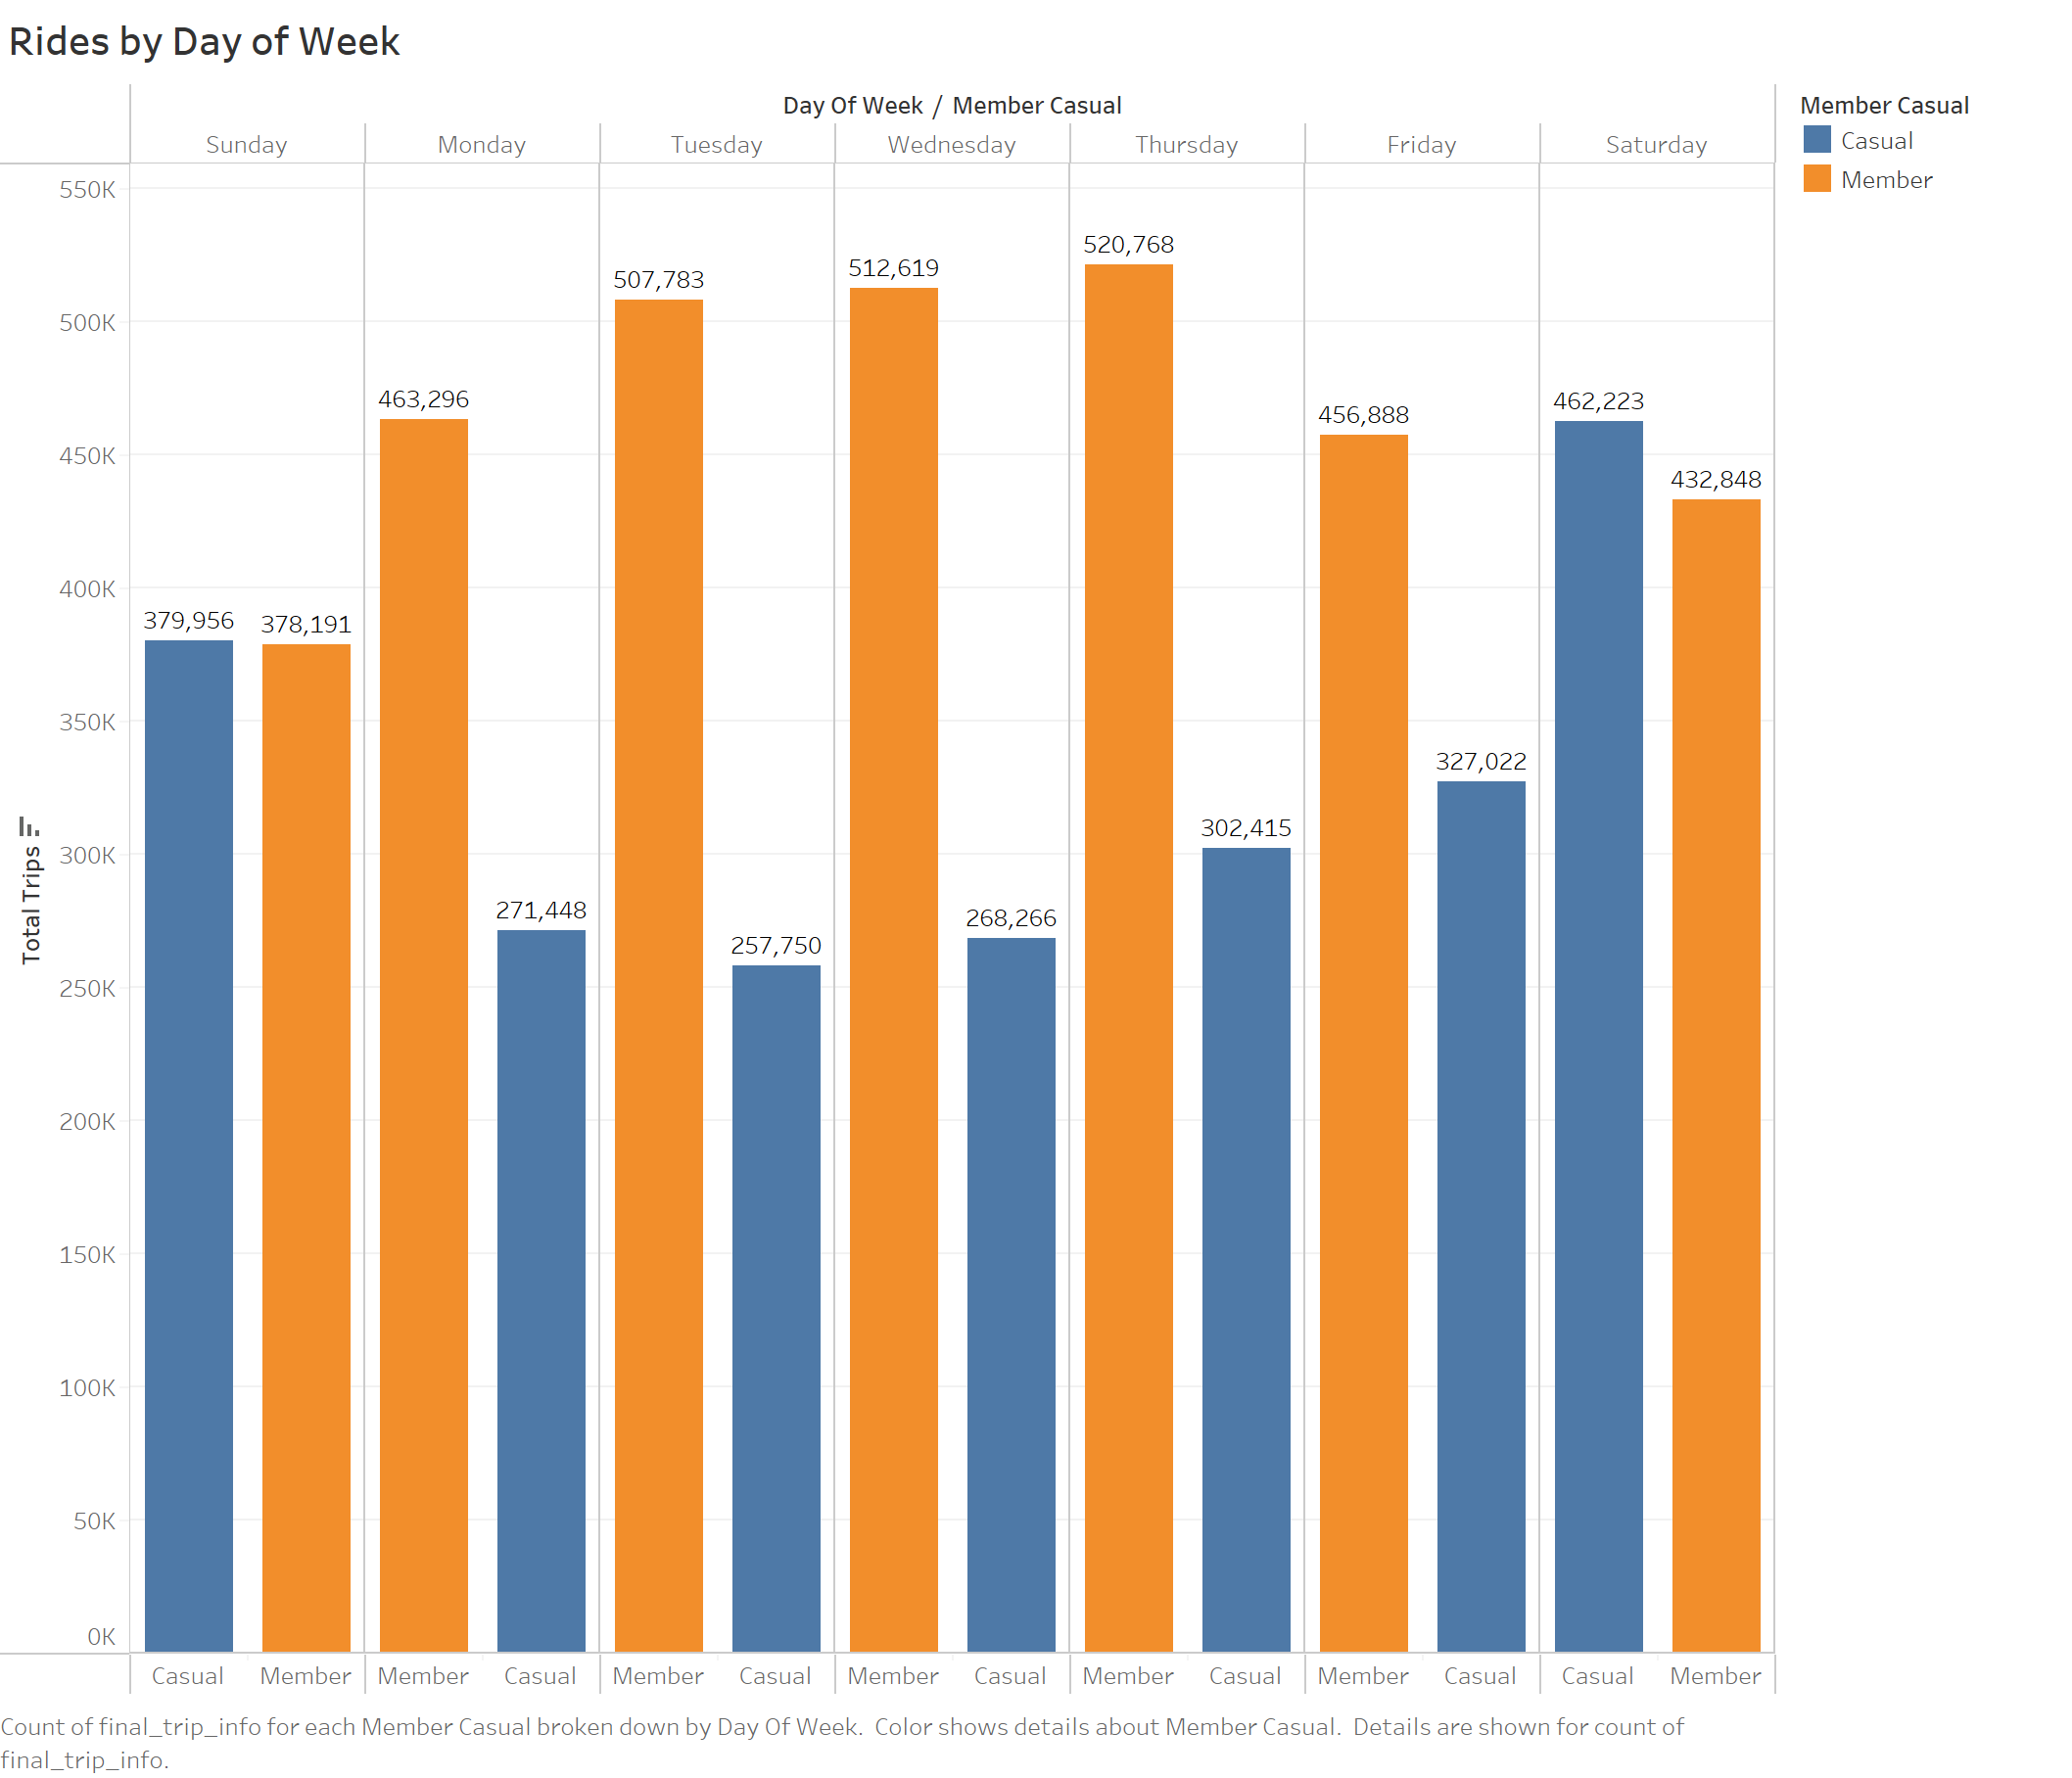 Rides by Day of Week
Day Of Week / Member Casual
Sunday Monday Tuesday Wednesday Thursday Friday Saturday
Member Casual
Casual
Member
Total Trips
550K
500K
450K
400K
350K
300K
250K
200K
150K
100K
50K
0K
379,956 378,191
463,296 271,448
507,783 257,750
512,619 268,266
520,768 302,415
456,888 327,022
462,223 432,848
Casual Member Member Casual Member Casual Member Casual Member Casual Member Casual Casual Member
Count of final_trip_info for each Member Casual broken down by Day Of Week. Color shows details about Member Casual. Details are shown for count of
final_trip_info.